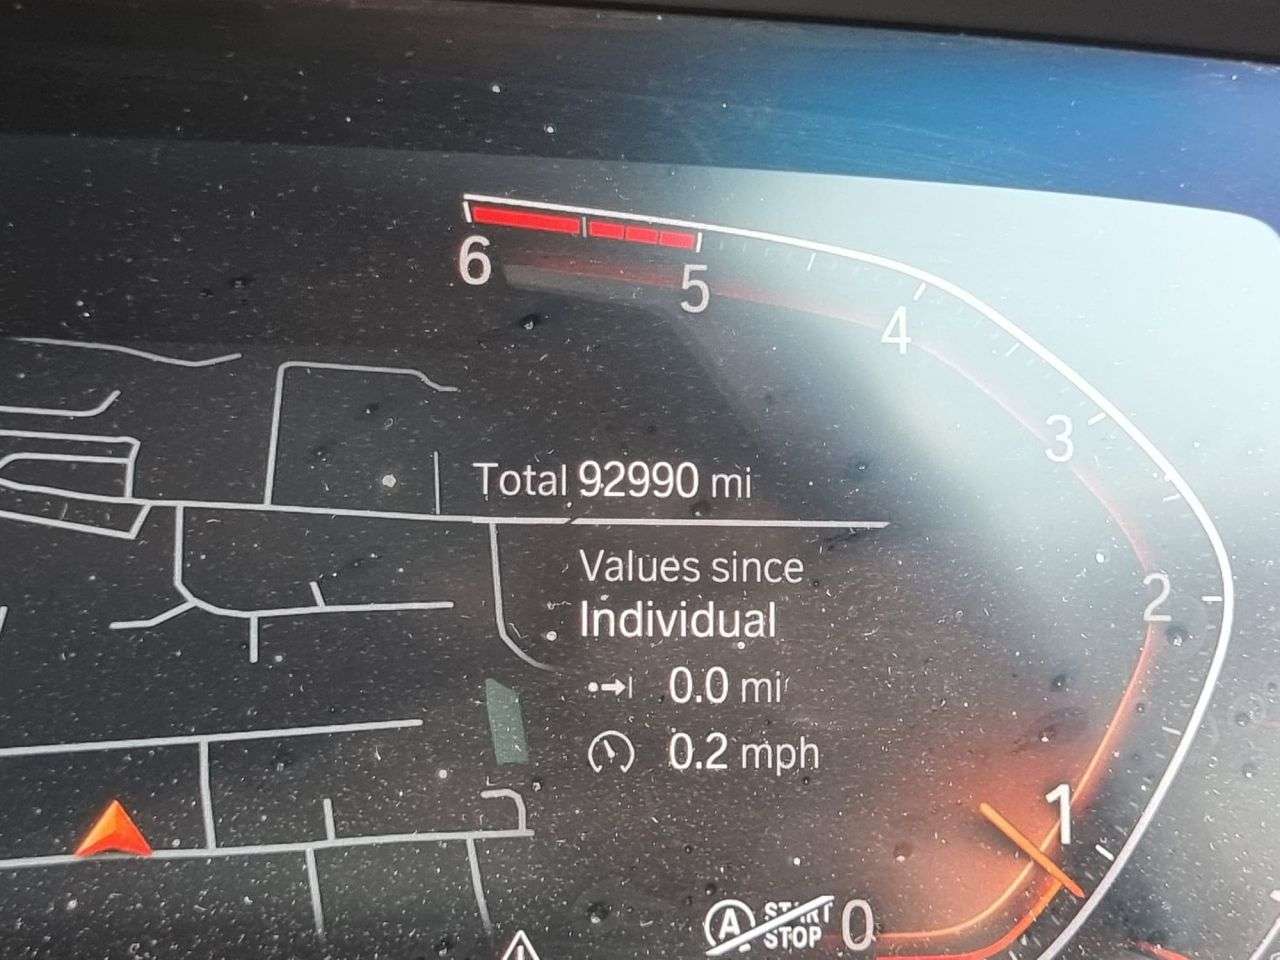 6
5
4
3
Total 92990 mi
Values since
Individual
2
0.0 mi
0.2 mph
1
A START
STOP
0